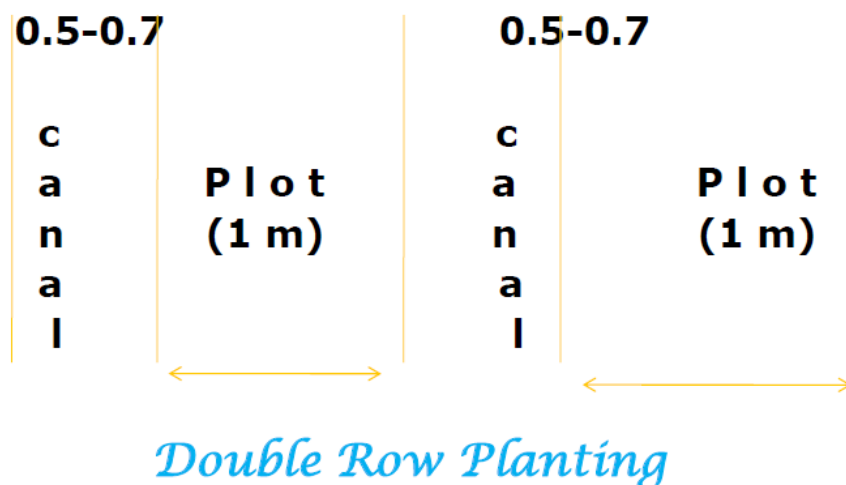 0.5-0.7 0.5-0.7
c c
a P l o t a P l o t
n (1 m) n (1 m)
a a
l l
Double Row Planting